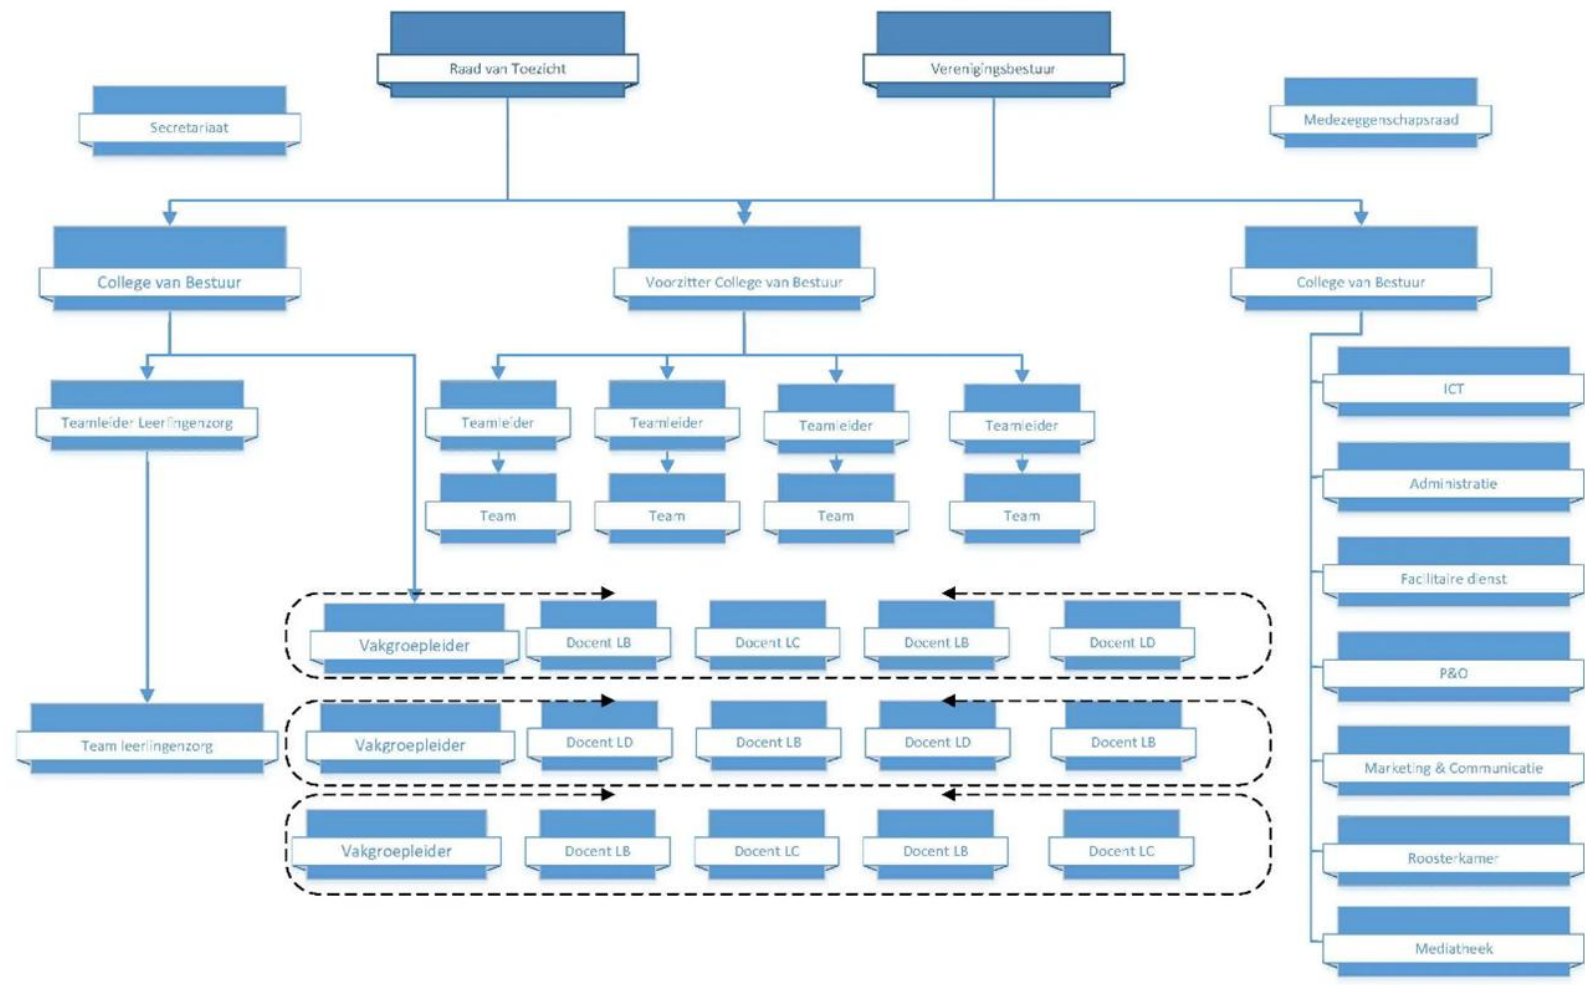 Raad van Toezicht
Verenigingsbestuur
Secretariaat
Medezeggenschapsraad
College van Bestuur
Voorzitter College van Bestuur
College van Bestuur
Teamleider Leerlingenzorg
Teamleider
Teamleider
Teamleider
Teamleider
Team
Team
Team
Team
Vakgroepleider
Docent LB
Docent LC
Docent LB
Docent LD
Team leerlingenzorg
Vakgroepleider
Docent LD
Docent LB
Docent LD
Docent LB
Vakgroepleider
Docent LB
Docent LC
Docent LB
Docent LC
ICT
Administratie
Facilitaire dienst
P&O
Marketing & Communicatie
Roosterkamer
Mediatheek